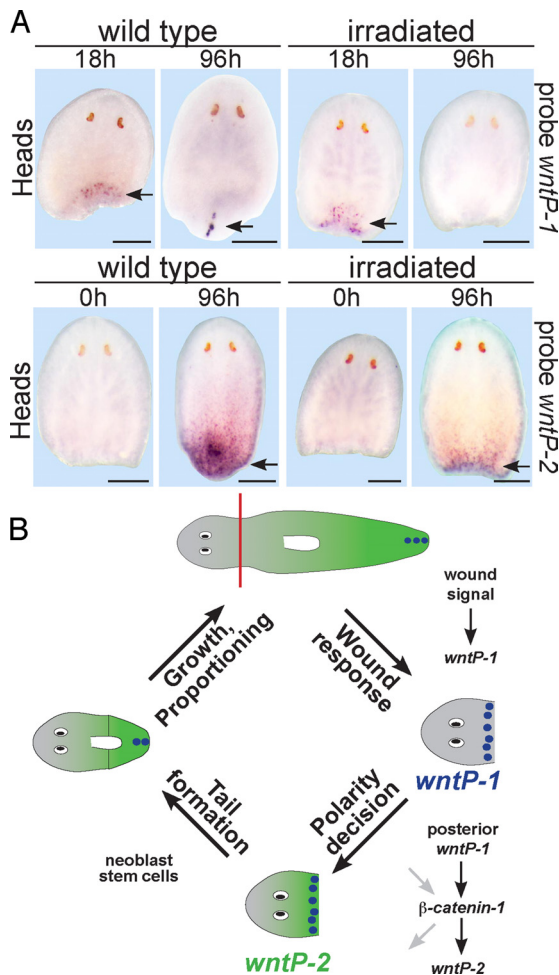 A
wild type
irradiated
18h
96h
18h
96h
Heads
probe wntP-1
wild type
irradiated
0h
96h
0h
96h
Heads
probe wntP-2
B
Growth,
Proportioning
Wound
response
wound
signal
wntP-1
wntP-1
Tail
formation
Polarity
decision
posterior
wntP-1
neoblast
stem cells
β-catenin-1
wntP-2
wntP-2